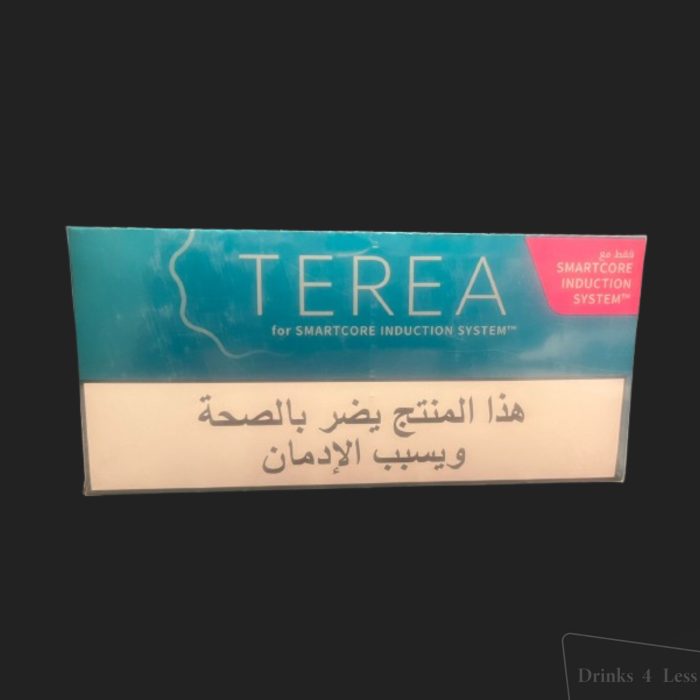 TEREA
for SMARTCORE INDUCTION SYSTEM™
فقط مع
SMARTCORE
INDUCTION
SYSTEM™
هذا المنتج يضر بالصحة
ويسبب الإدمان
Drinks 4 Less